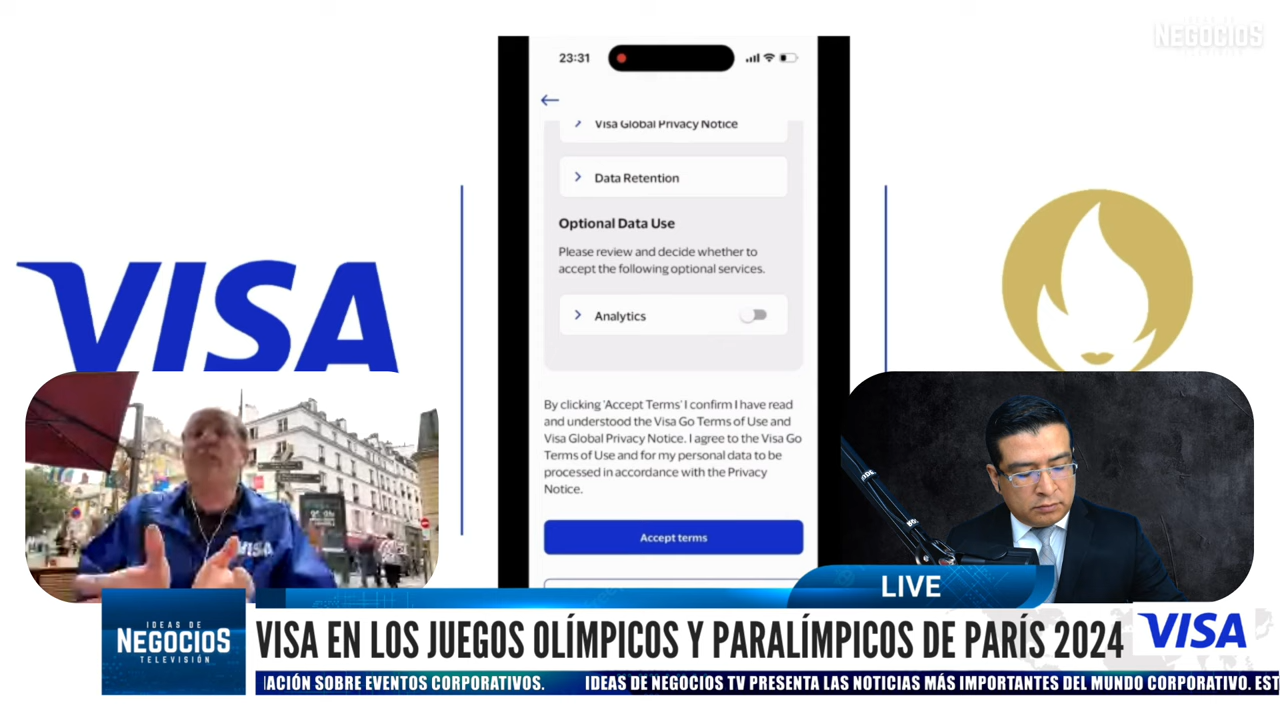 IDEAS DE
NEGOCIOS
TELEVISIÓN
23:31
Visa Global Privacy Notice
Data Retention
Optional Data Use
Please review and decide whether to
accept the following optional services.
Analytics
By clicking 'Accept Terms' I confirm I have read
and understood the Visa Go Terms of Use and
Visa Global Privacy Notice. I agree to the Visa Go
Terms of Use and for my personal data to be
processed in accordance with the Privacy
Notice.
Accept terms
VISA
VISA
LIVE
IDEAS DE
NEGOCIOS
TELEVISIÓN
VISA EN LOS JUEGOS OLÍMPICOS Y PARALÍMPICOS DE PARÍS 2024
VISA
ACIÓN SOBRE EVENTOS CORPORATIVOS. IDEAS DE NEGOCIOS TV PRESENTA LAS NOTICIAS MÁS IMPORTANTES DEL MUNDO CORPORATIVO. EST